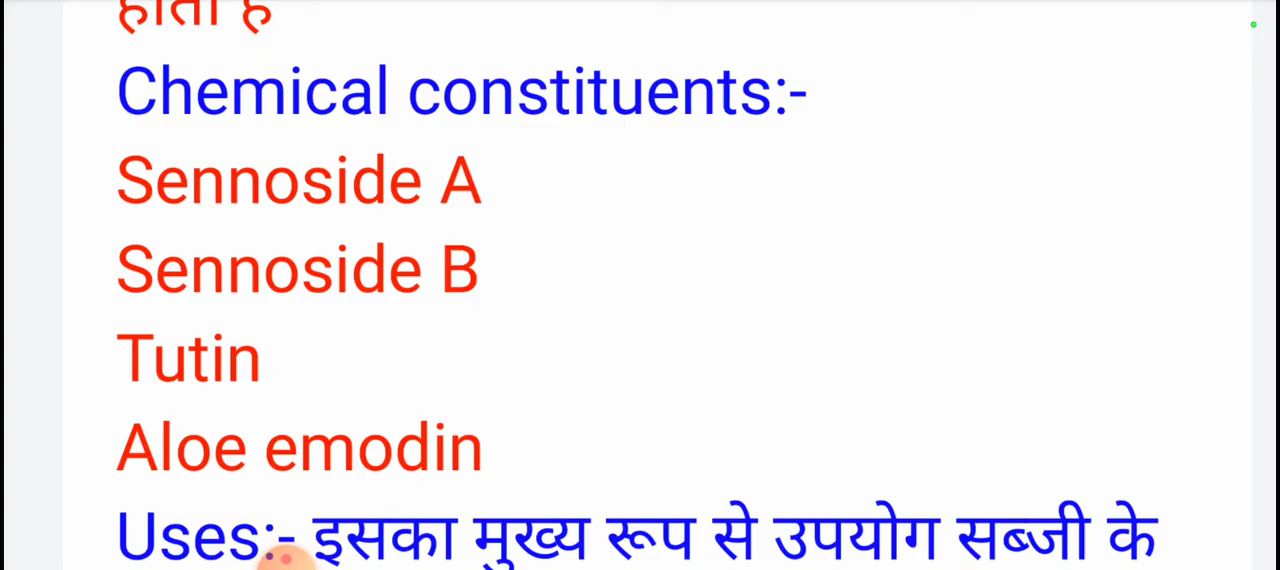 होता है
Chemical constituents:-
Sennoside A
Sennoside B
Tutin
Aloe emodin
Uses:- इसका मुख्य रूप से उपयोग सब्जी के